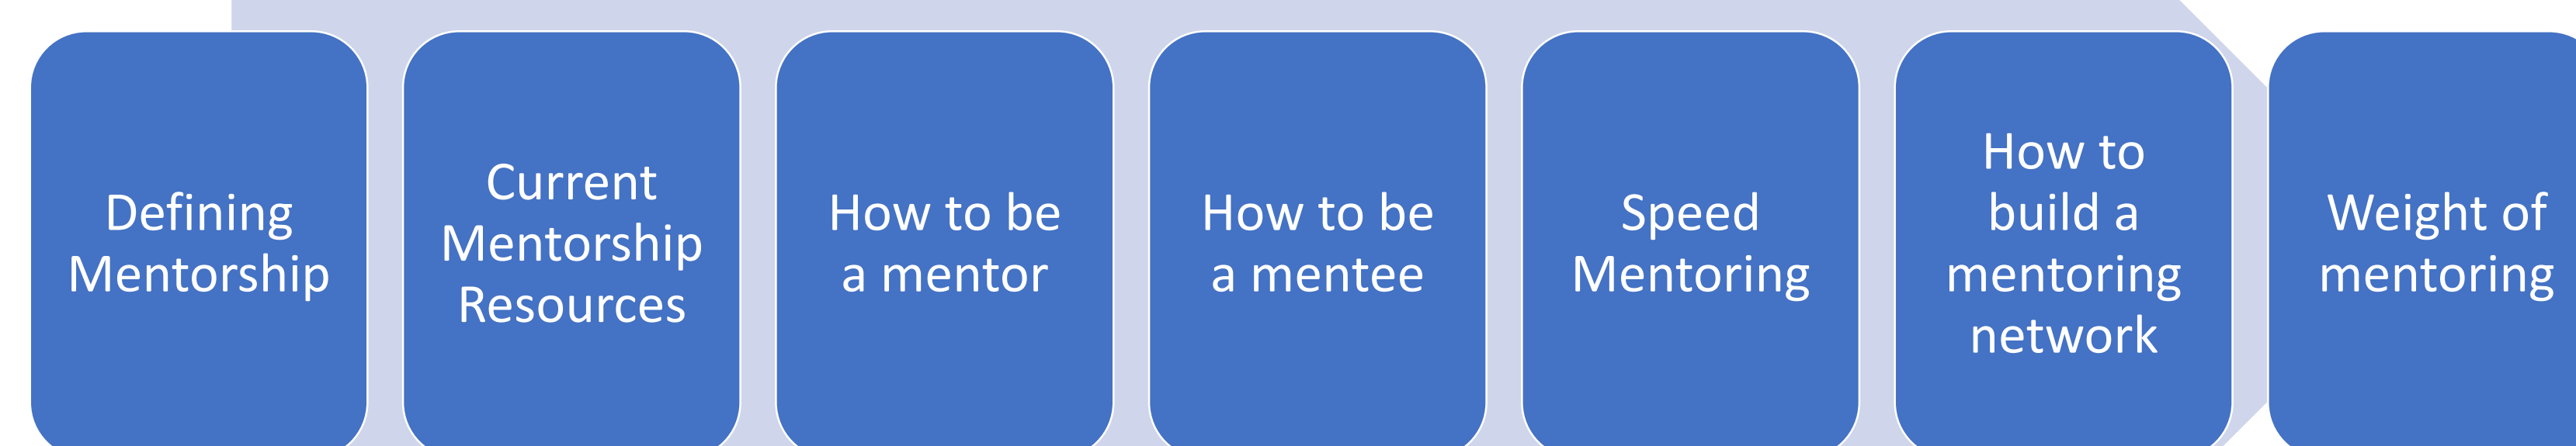 Defining
Mentorship
Current
Mentorship
Resources
How to be
a mentor
How to be
a mentee
Speed
Mentoring
How to
build a
mentoring
network
Weight of
mentoring